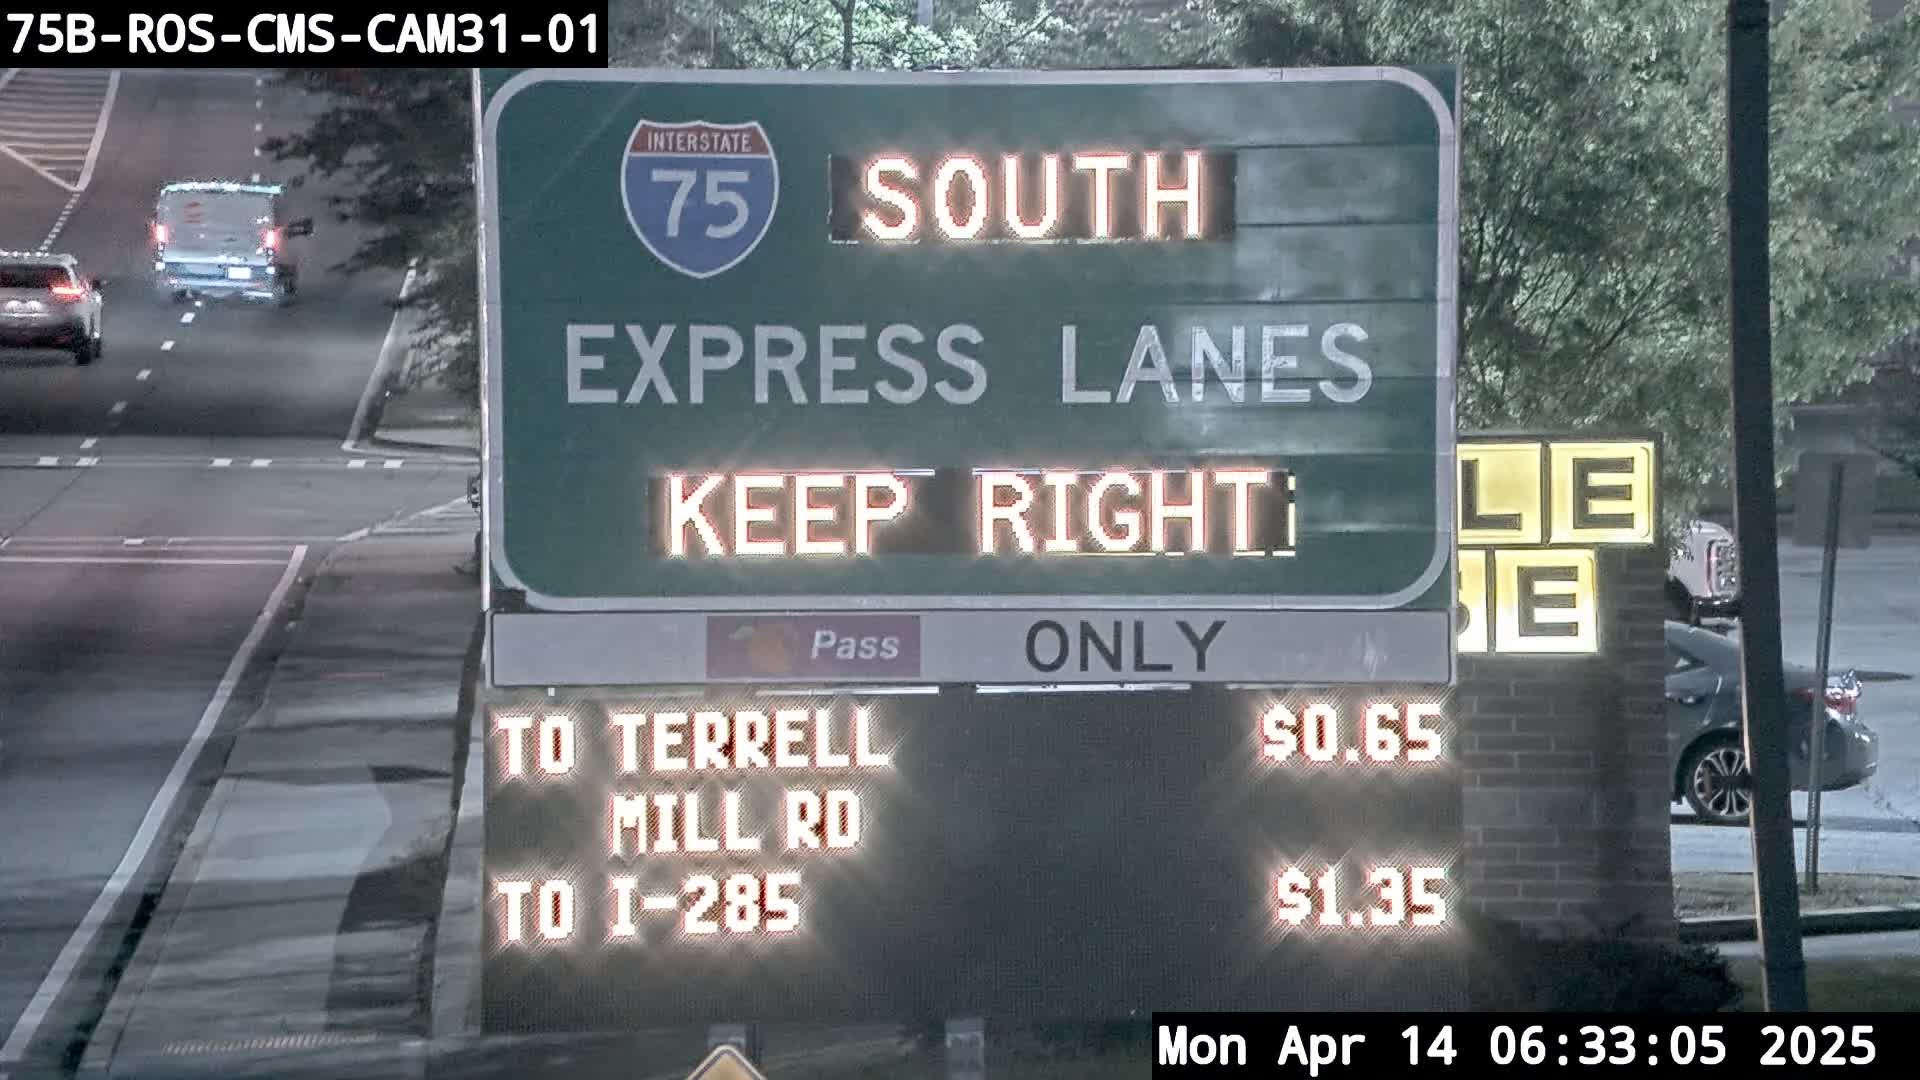 75B-ROS-CMS-CAM31-01
INTERSTATE
75
SOUTH
EXPRESS LANES
KEEP RIGHT
Pass ONLY
LE
E
TO TERRELL $0.65
MILL RD
TO I-285 $1.35
Mon Apr 14 06:33:05 2025